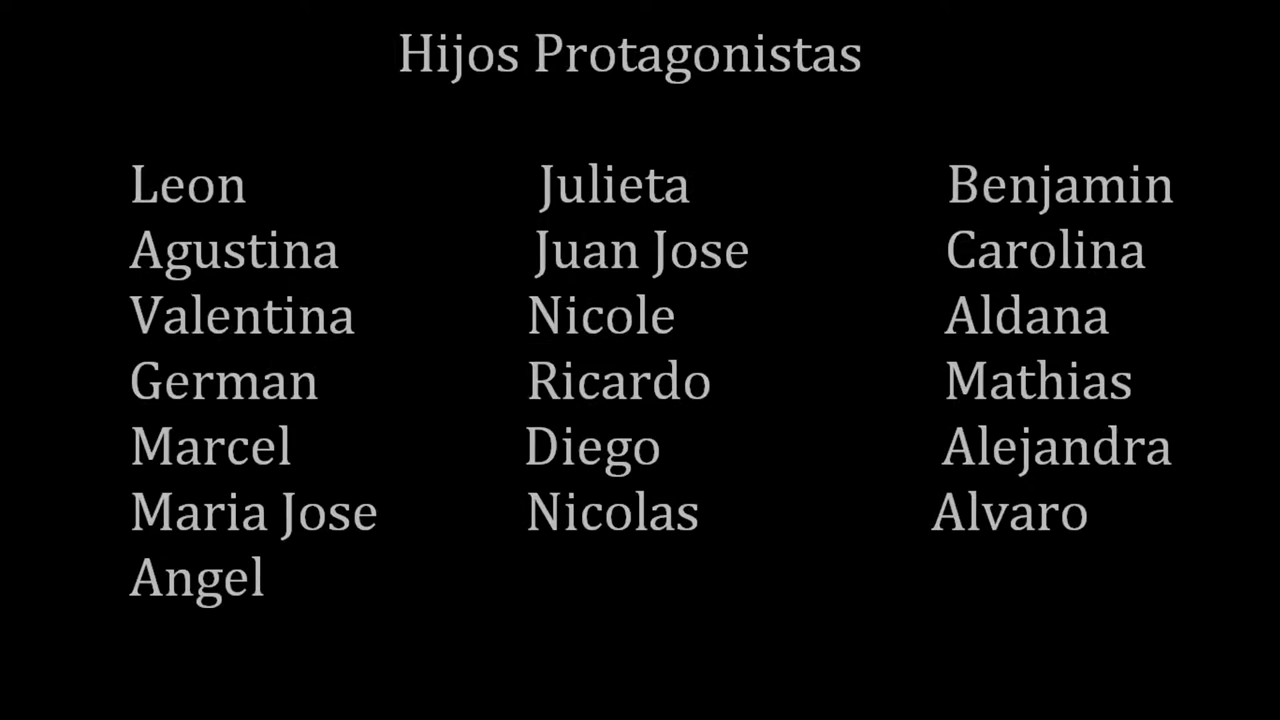 Hijos Protagonistas
Leon Julieta Benjamin
Agustina Juan Jose Carolina
Valentina Nicole Aldana
German Ricardo Mathias
Marcel Diego Alejandra
Maria Jose Nicolas Alvaro
Angel